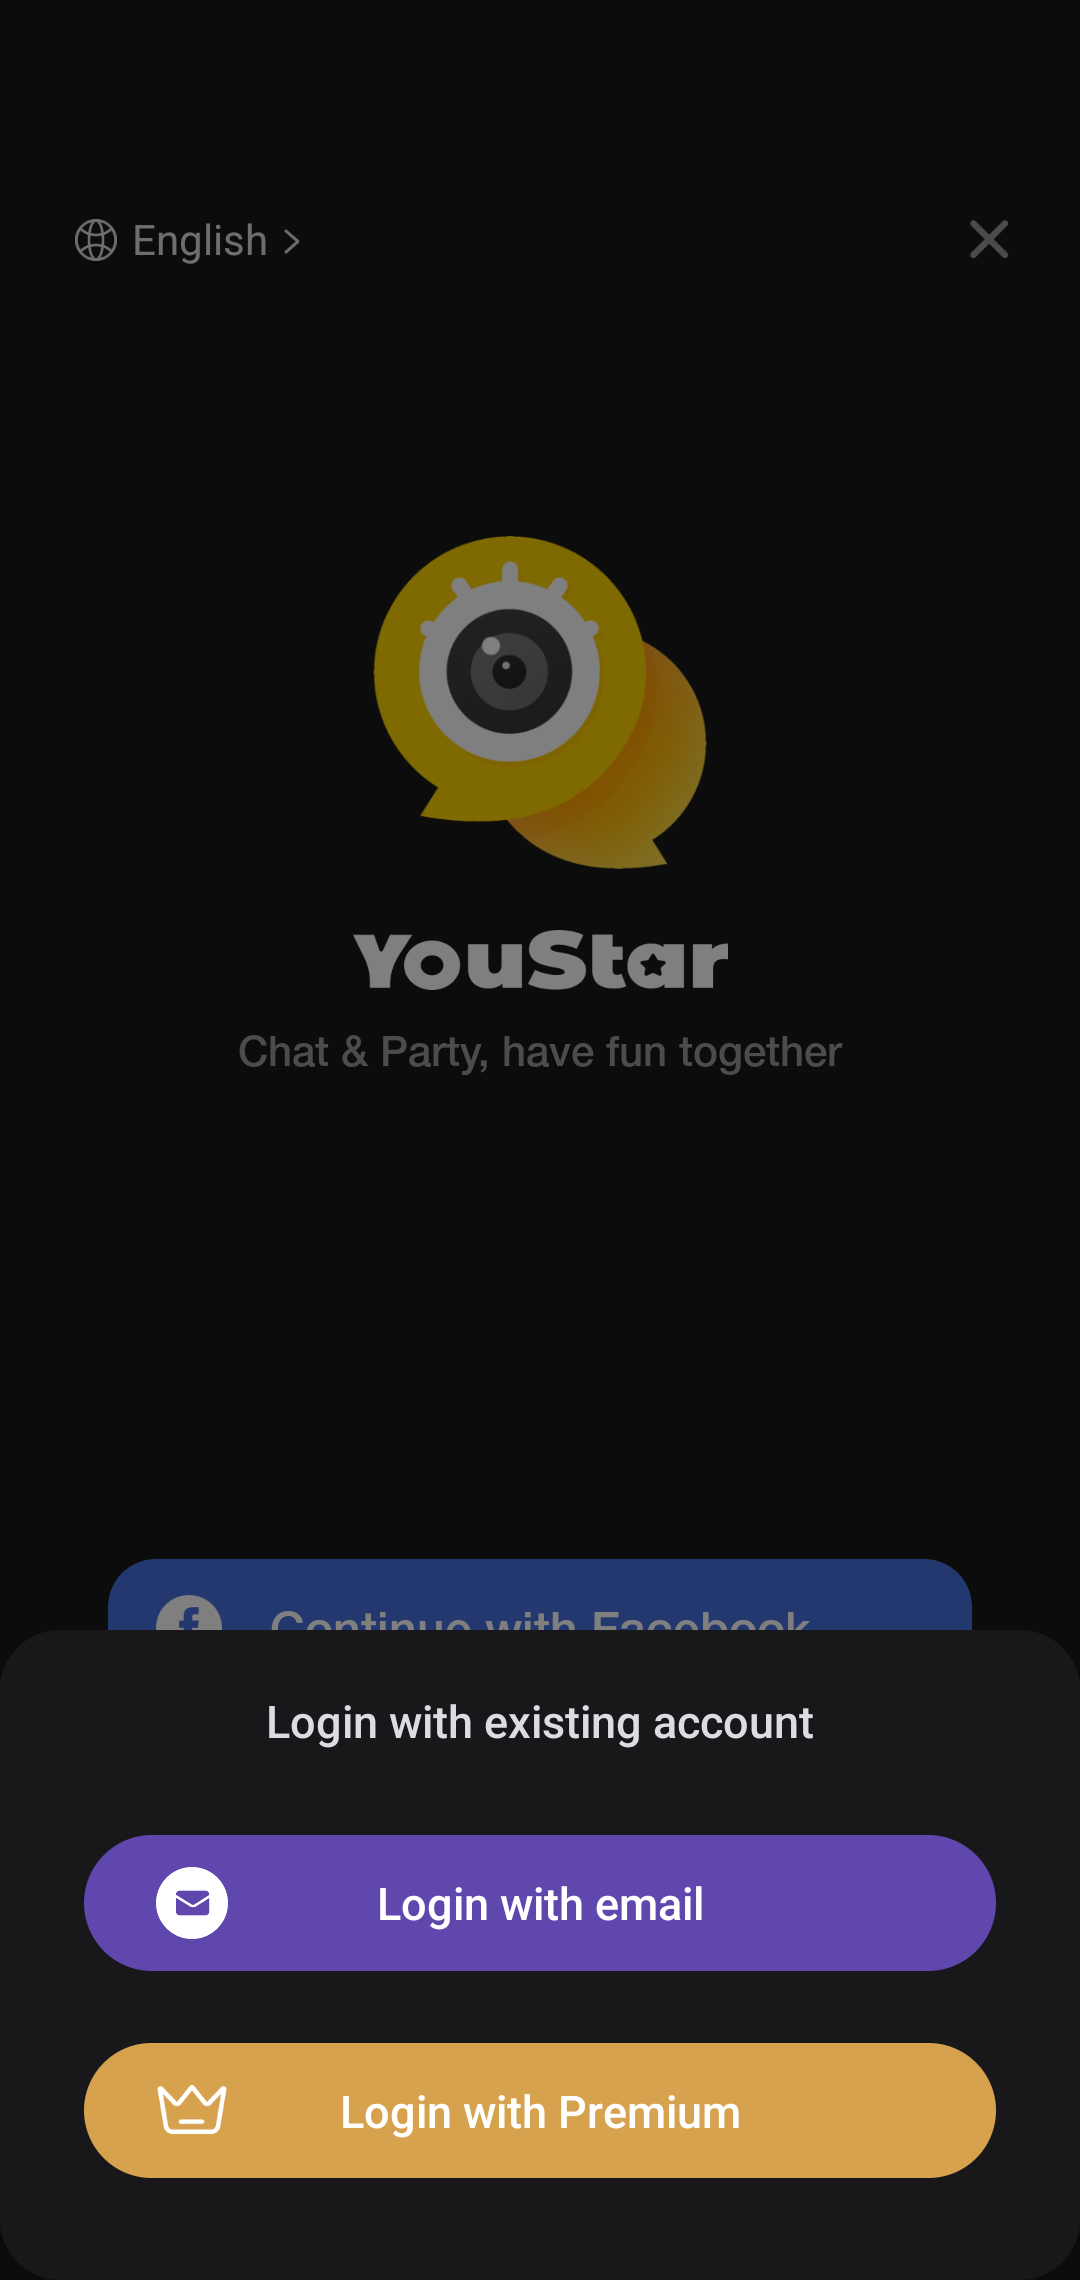 English
YouStar
Chat & Party, have fun together
Continue with Facebook
Login with existing account
Login with email
Login with Premium